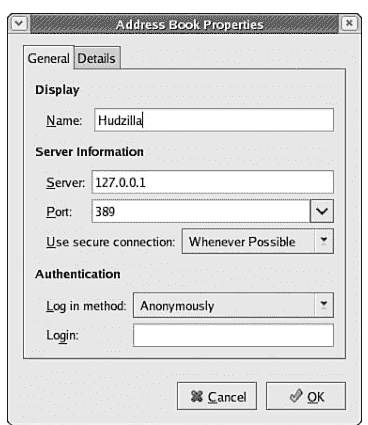 Address Book Properties
General Details
Display
Name: Hudzilla
Server Information
Server: 127.0.0.1
Port: 389
Use secure connection: Whenever Possible
Authentication
Log in method: Anonymously
Login:
Cancel OK